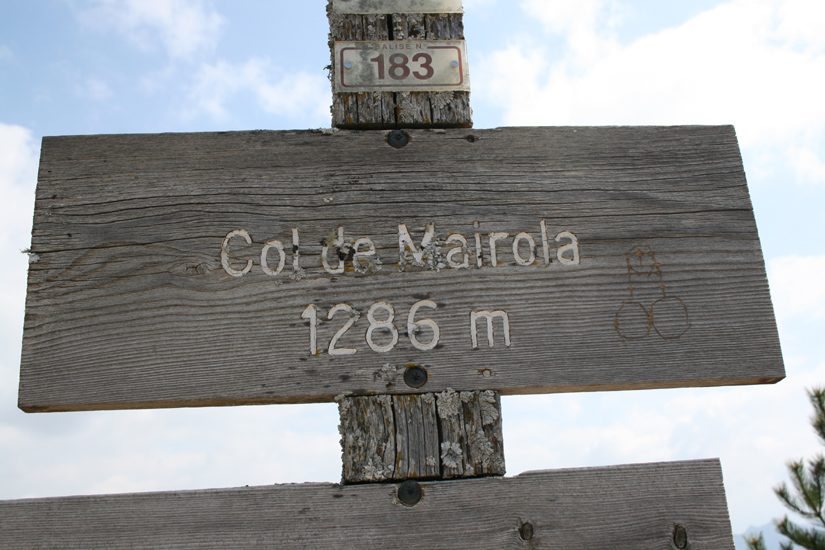 BALISE N°
183
Col de Mairola
1286 m